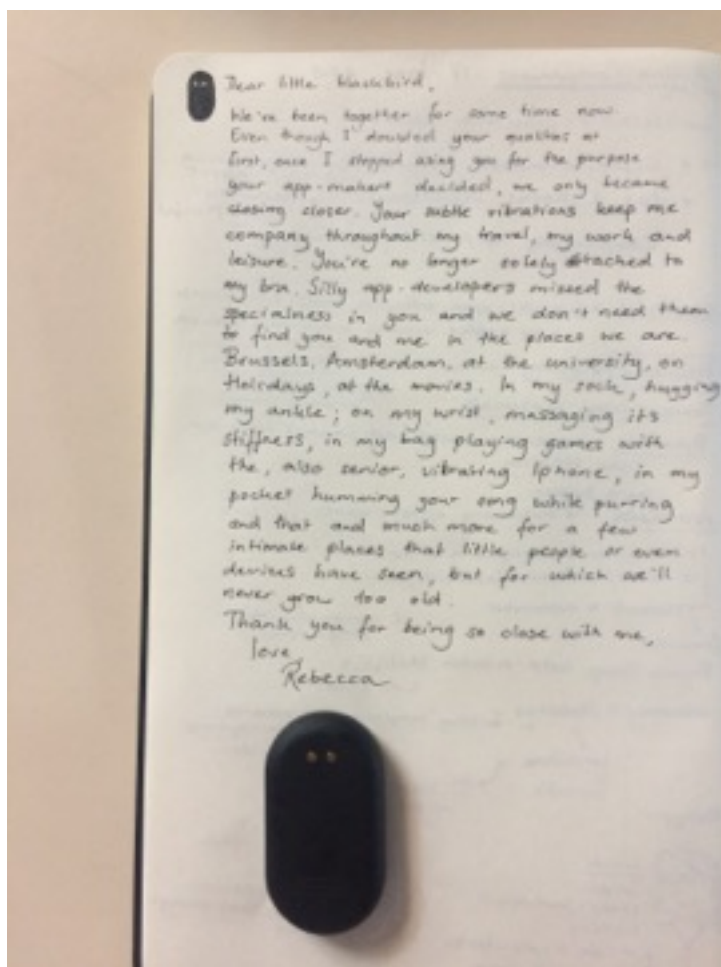 Dear little blackbird,
We've been together for some time now.
Even though I doubted your qualities at
first, once I stopped using you for the purpose
your app-makers decided, we only became
closing closer. Your subtle vibrations keep me
company throughout my travel, my work and
leisure. You're no longer solely attached to
my bra. Silly app-developers missed the
specialness in you and we don't need them
to find you and me in the places we are.
Brussels, Amsterdam, at the university, on
Holidays, at the movies. In my sock, hugging
my ankle; on my wrist, massaging its
stiffness, in my bag playing games with
the, also senior, vibrating Iphone, in my
pocket humming your song while purring
and that and much more for a few
intimate places that little people or even
devices have seen, but for which we'll
never grow too old.
Thank you for being so close with me,
love
Rebecca